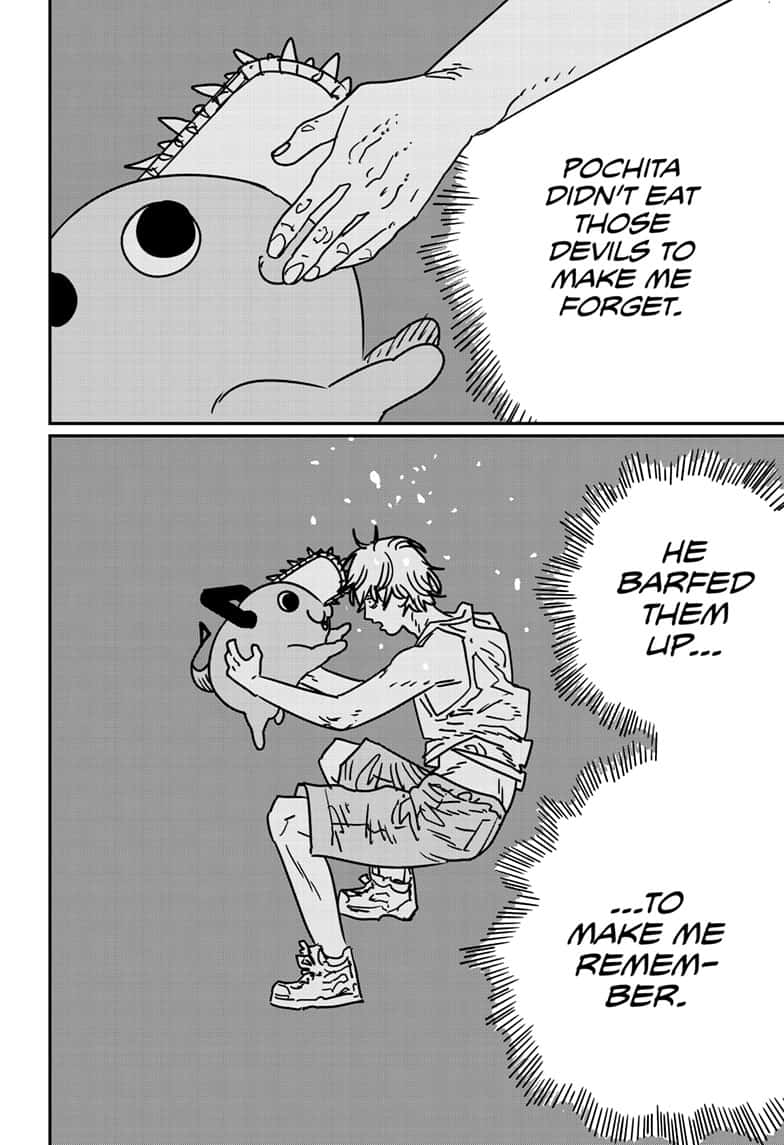 POCHITA
DIDN'T EAT
THOSE
DEVILS TO
MAKE ME
FORGET.
HE
BARFED
THEM
UP...
...TO
MAKE ME
REMEM-
BER.